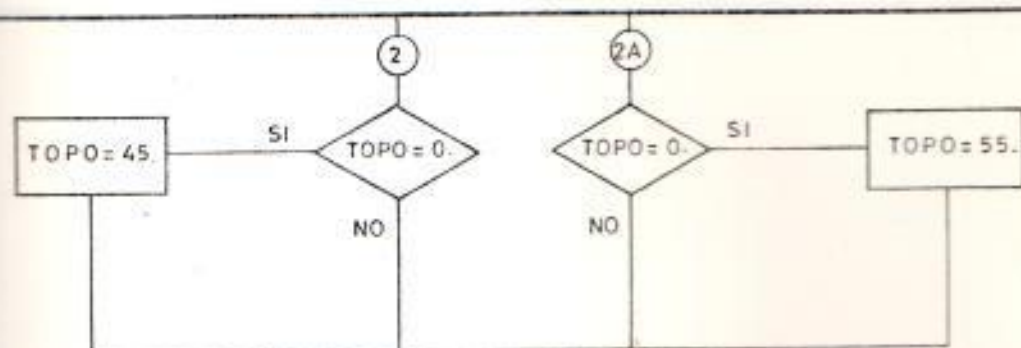 2
2A
TOPO=45.
SI
TOPO=0.
TOPO=0.
SI
TOPO=55.
NO
NO